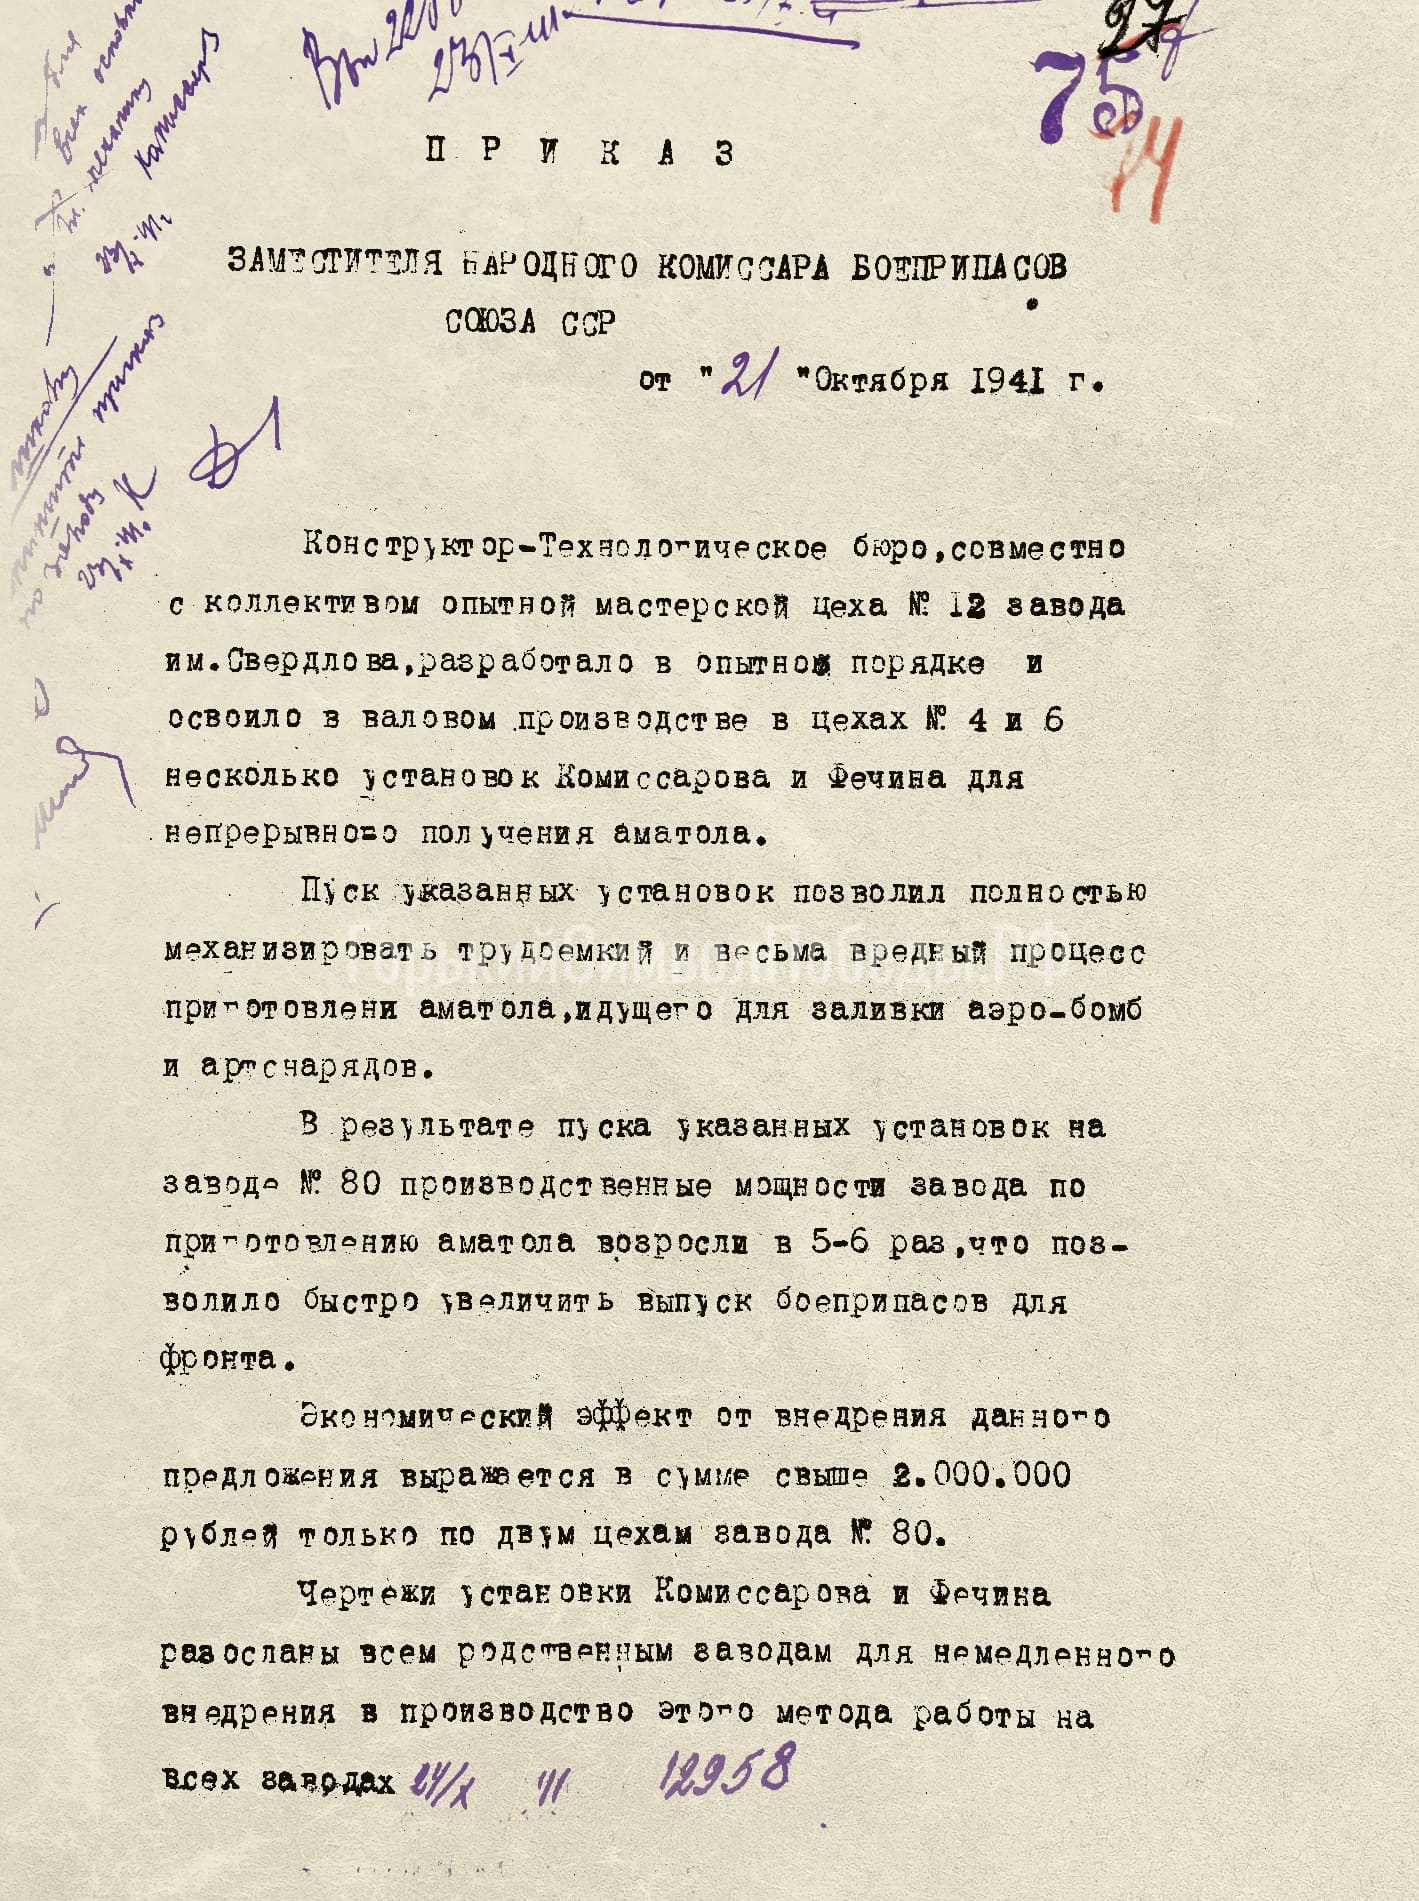 27
75
П Р И К А З
ЗАМЕСТИТЕЛЯ НАРОДНОГО КОМИССАРА БОЕПРИПАСОВ
СОЮЗА ССР
от "21 "Октября 1941 г.
Конструктор-Технологическое бюро,совместно
с коллективом опытной мастерской цеха № 12 завода
им.Свердлова,разработало в опытном порядке и
освоило в валовом производстве в цехах № 4 и 6
несколько установок Комиссарова и Фечина для
непрерывного получения аматола.
Пуск указанных установок позволил полностью
механизировать трудоемкий и весьма вредный процесс
приготовлени аматола,идущего для заливки аэро-бомб
и артснарядов.
В результате пуска указанных установок на
заводе № 80 производственные мощности завода по
приготовлению аматола возросли в 5-6 раз,что поз-
волило быстро увеличить выпуск боеприпасов для
фронта.
Экономический эффект от внедрения данного
предложения выражается в сумме свыше 2.000.000
рублей только по двум цехам завода № 80.
Чертежи установки Комиссарова и Фечина
разосланы всем родственным заводам для немедленного
внедрения в производство этого метода работы на
всех заводах 24/X 41 12958
ГорькийСимволПобеды.РФ